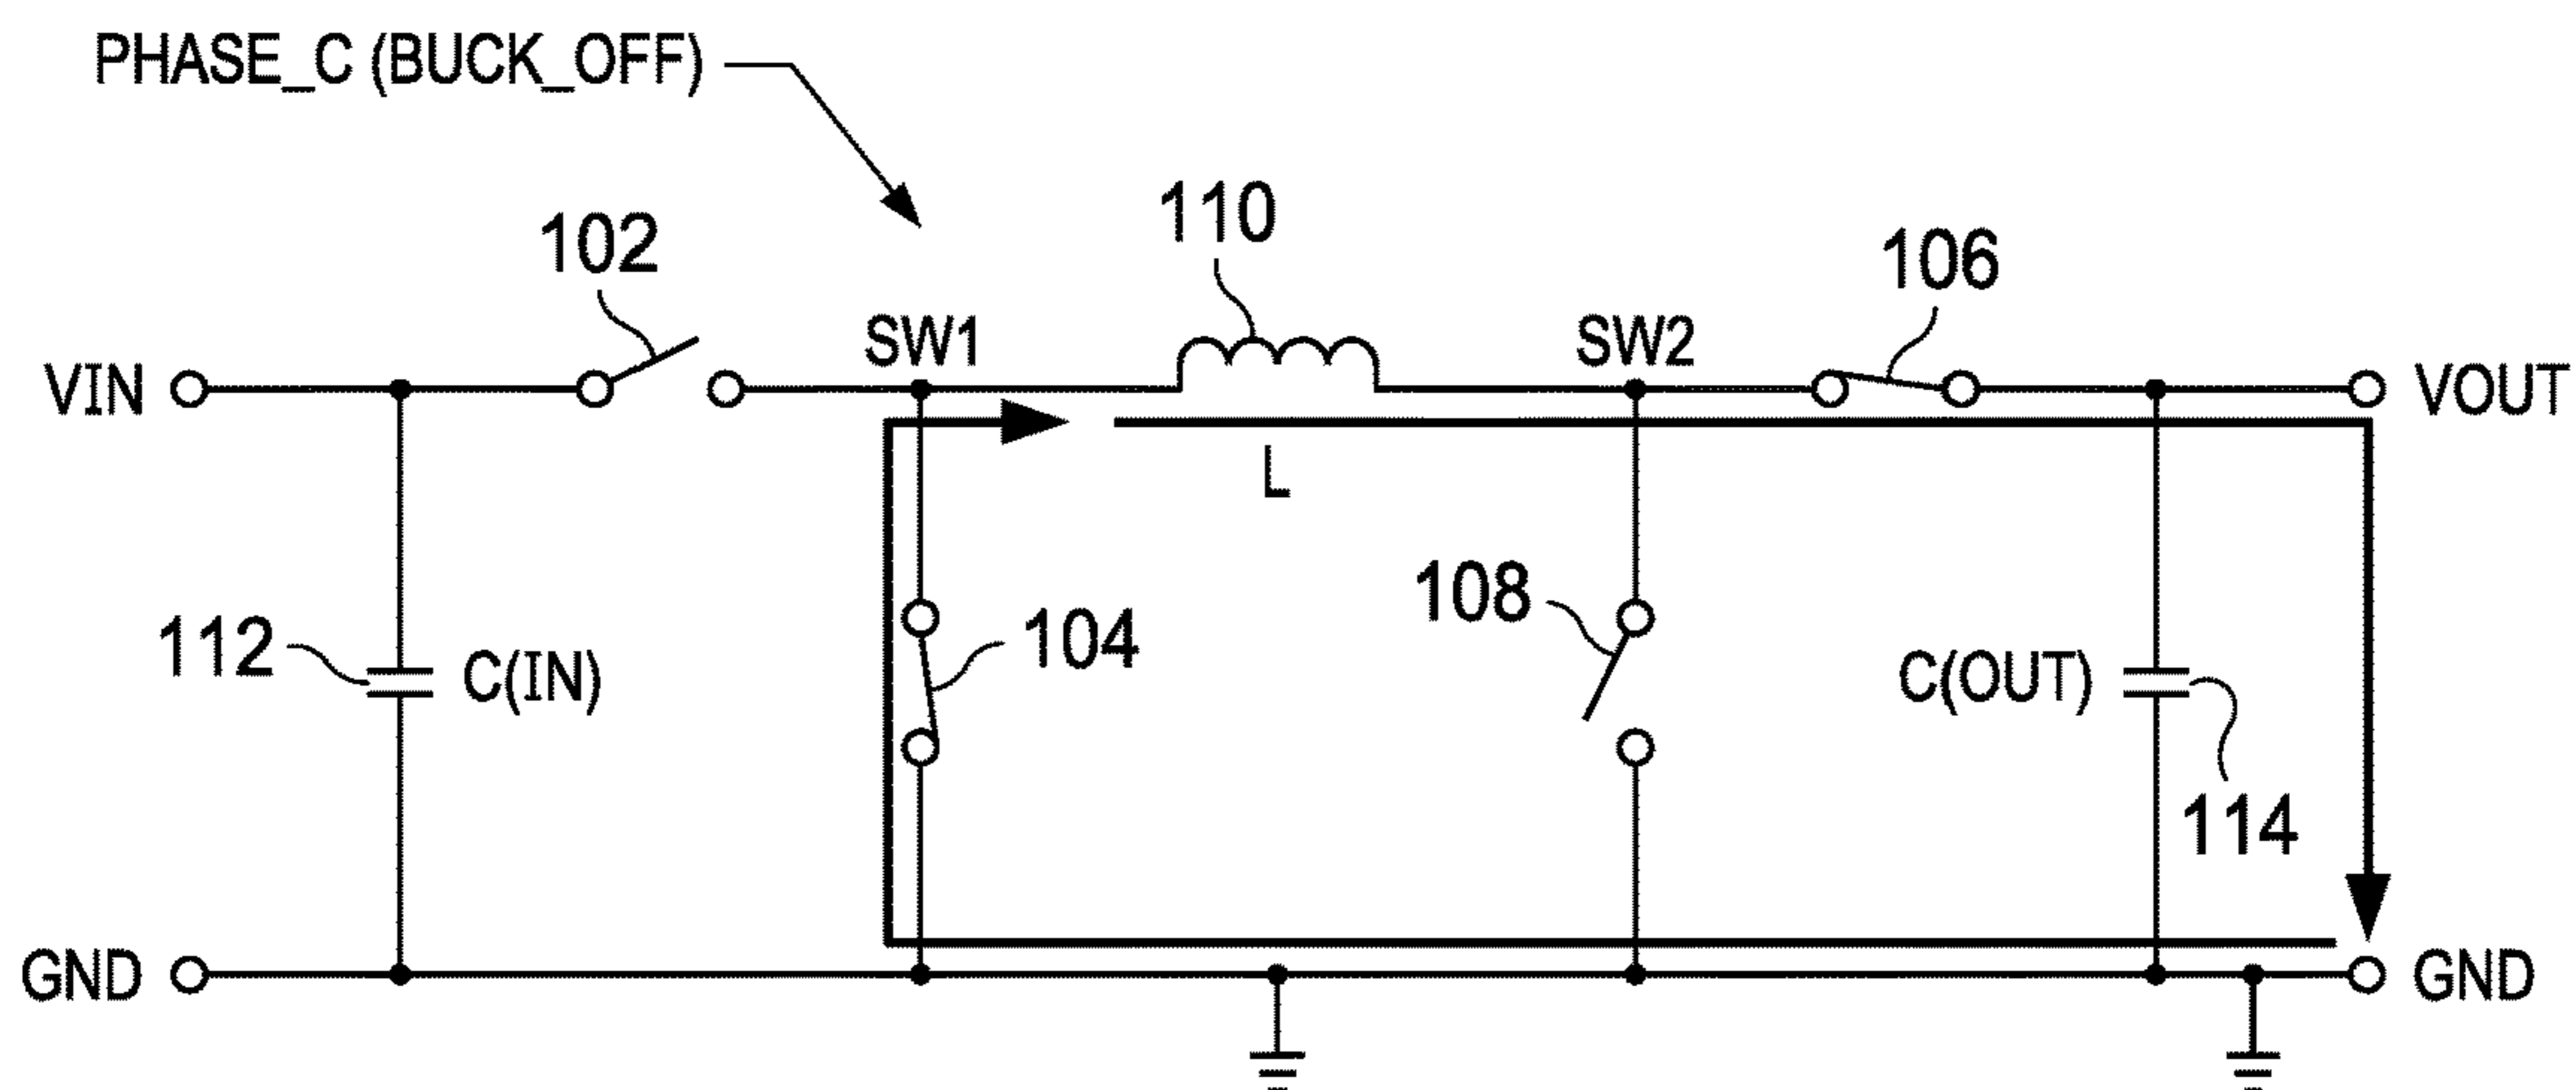 PHASE_C (BUCK_OFF)
110
102
106
SW1
SW2
VIN
VOUT
L
108
104
112
C(IN)
C(OUT)
114
GND
GND